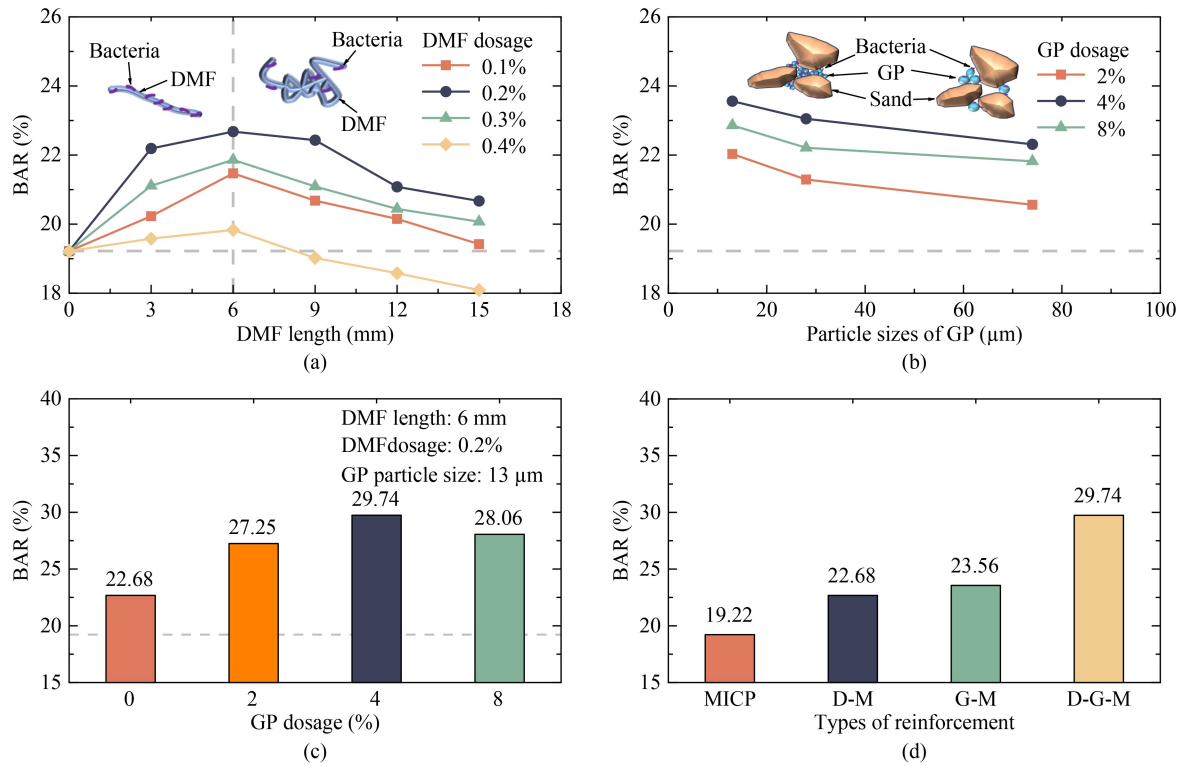 26
24
22
20
18
BAR (%)
Bacteria
DMF
Bacteria
DMF
DMF dosage
0.1%
0.2%
0.3%
0.4%
0 3 6 9 12 15 18
DMF length (mm)
(a)
26
24
22
20
18
BAR (%)
Bacteria
GP
Sand
GP dosage
2%
4%
8%
0 20 40 60 80 100
Particle sizes of GP (µm)
(b)
40
35
30
25
20
15
BAR (%)
DMF length: 6 mm
DMFdosage: 0.2%
GP particle size: 13 µm
22.68
27.25
29.74
28.06
0 2 4 8
GP dosage (%)
(c)
40
35
30
25
20
15
BAR (%)
19.22
22.68
23.56
29.74
MICP D-M G-M D-G-M
Types of reinforcement
(d)